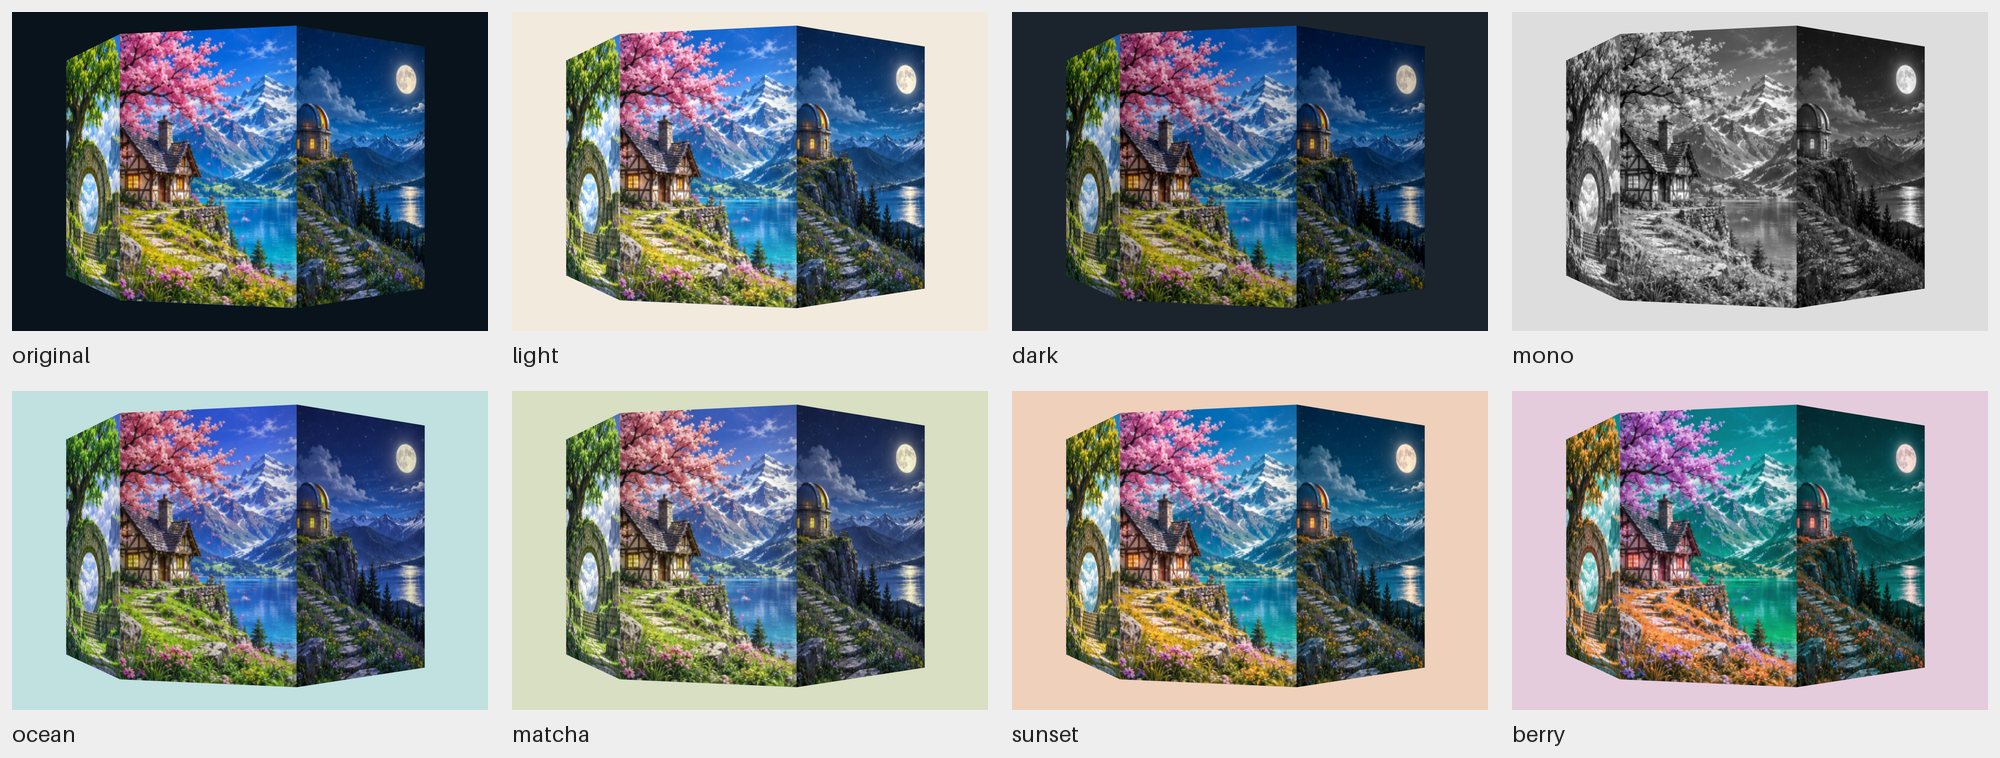 original
light
dark
mono
ocean
matcha
sunset
berry